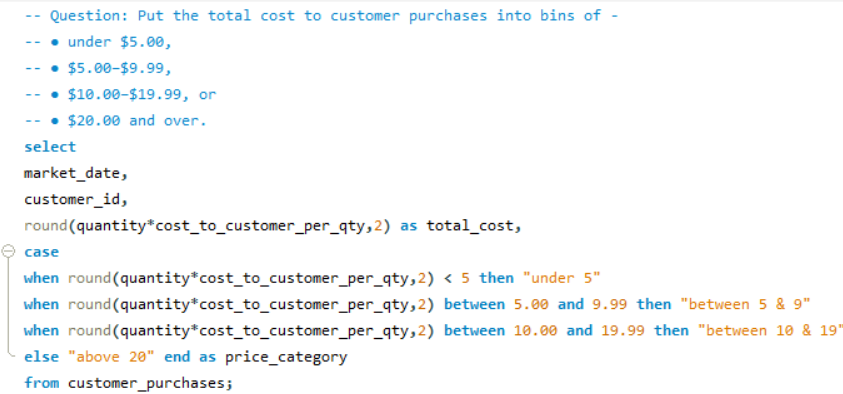 -- Question: Put the total cost to customer purchases into bins of -
-- • under $5.00,
-- • $5.00–$9.99,
-- • $10.00–$19.99, or
-- • $20.00 and over.
select
market_date,
customer_id,
round(quantity*cost_to_customer_per_qty,2) as total_cost,
case
when round(quantity*cost_to_customer_per_qty,2) < 5 then "under 5"
when round(quantity*cost_to_customer_per_qty,2) between 5.00 and 9.99 then "between 5 & 9"
when round(quantity*cost_to_customer_per_qty,2) between 10.00 and 19.99 then "between 10 & 19"
else "above 20" end as price_category
from customer_purchases;